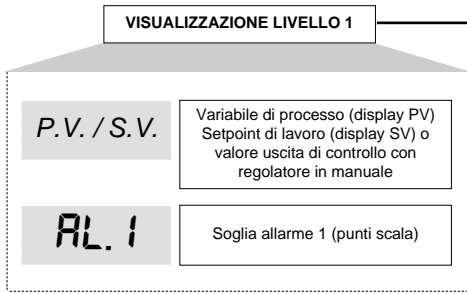 VISUALIZZAZIONE LIVELLO 1
P.V. / S.V.
Variabile di processo (display PV)
Setpoint di lavoro (display SV) o
valore uscita di controllo con
regolatore in manuale
AL. 1
Soglia allarme 1 (punti scala)